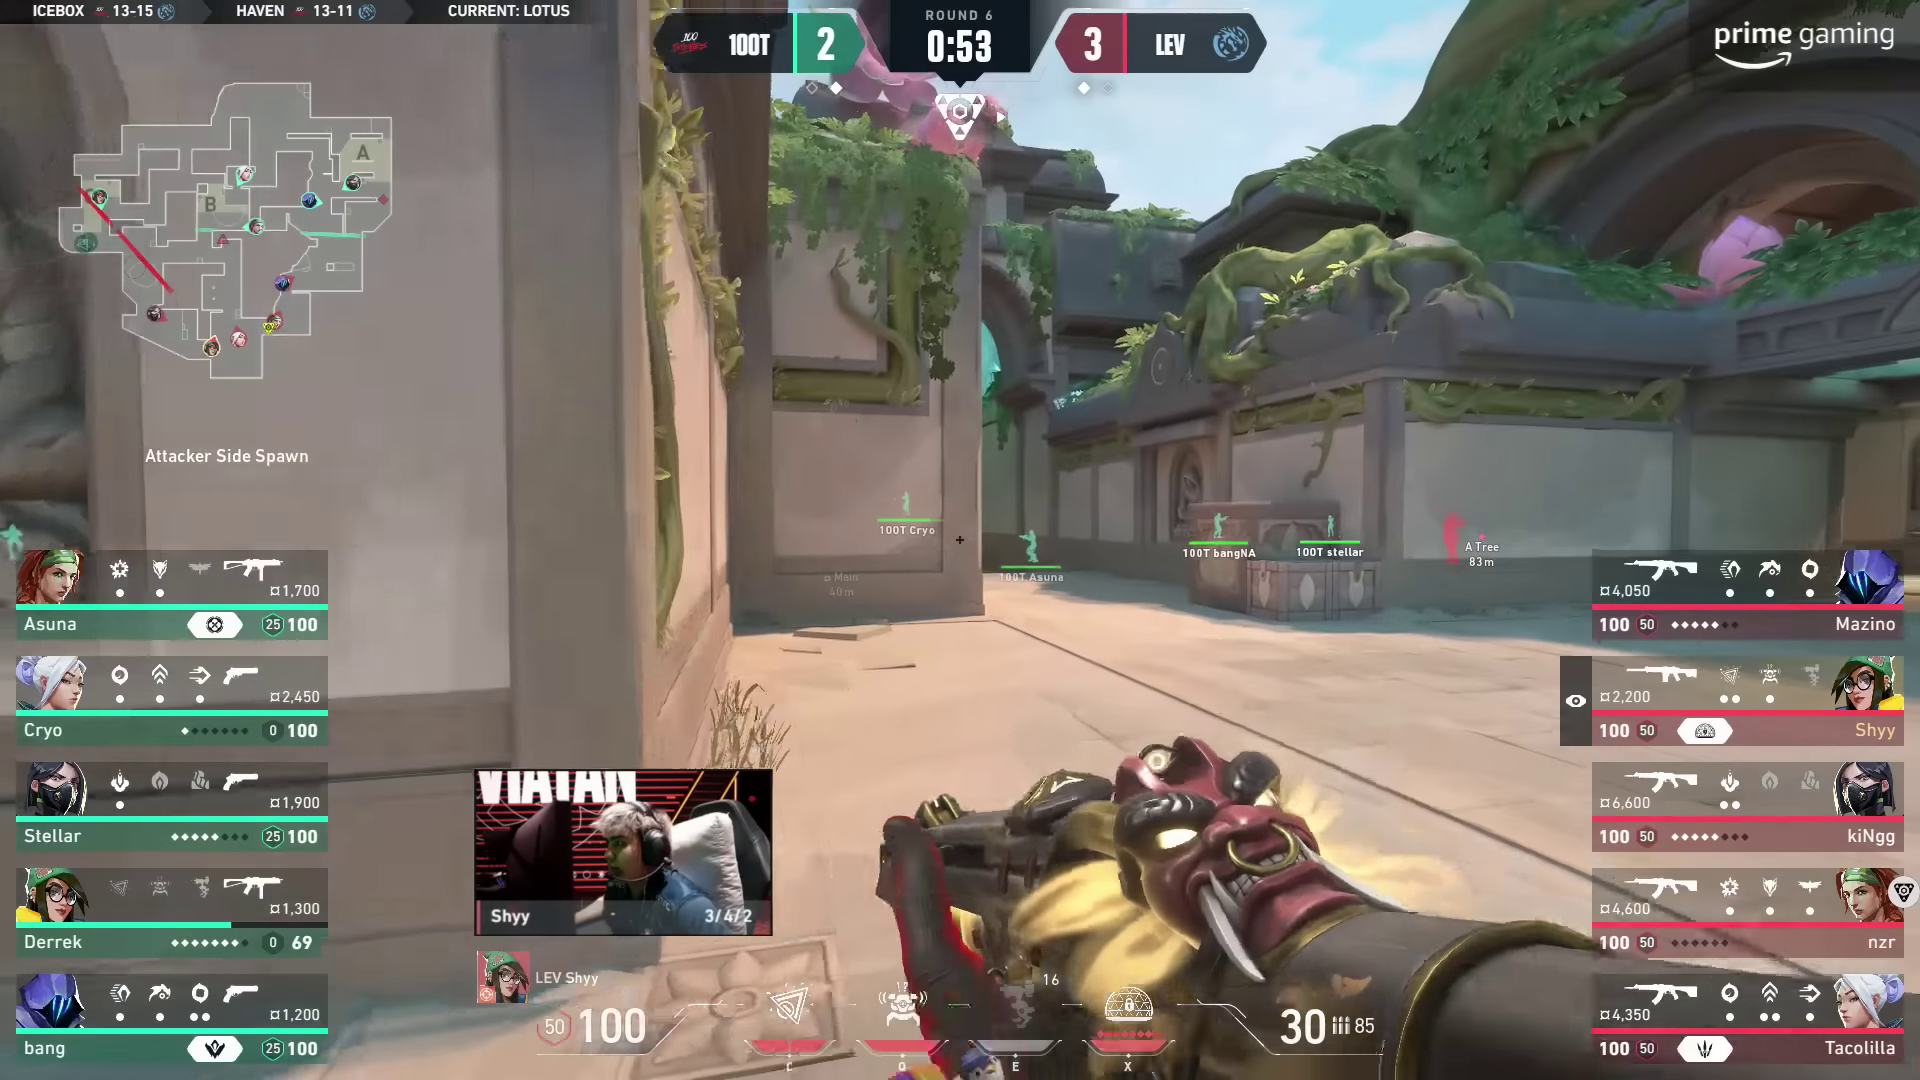 ICEBOX 13-15 HAVEN 13-11 CURRENT: LOTUS
100T 2 ROUND 6 0:53 3 LEV
prime gaming
A
B
Attacker Side Spawn
100T Cryo
100T Asuna
100T bangNA
100T stellar
A Tree
83m
Main
40m
1,700
Asuna 25 100
2,450
Cryo 0 100
1,900
Stellar 25 100
1,300
Derrek 0 69
1,200
bang 25 100
4,050
100 50 Mazino
2,200
100 50 Shyy
6,600
100 50 kiNgg
4,600
100 50 nzr
4,350
100 50 Tacolilla
Shyy 3/4/2
LEV Shyy
50 100
16
30 85
C Q E X